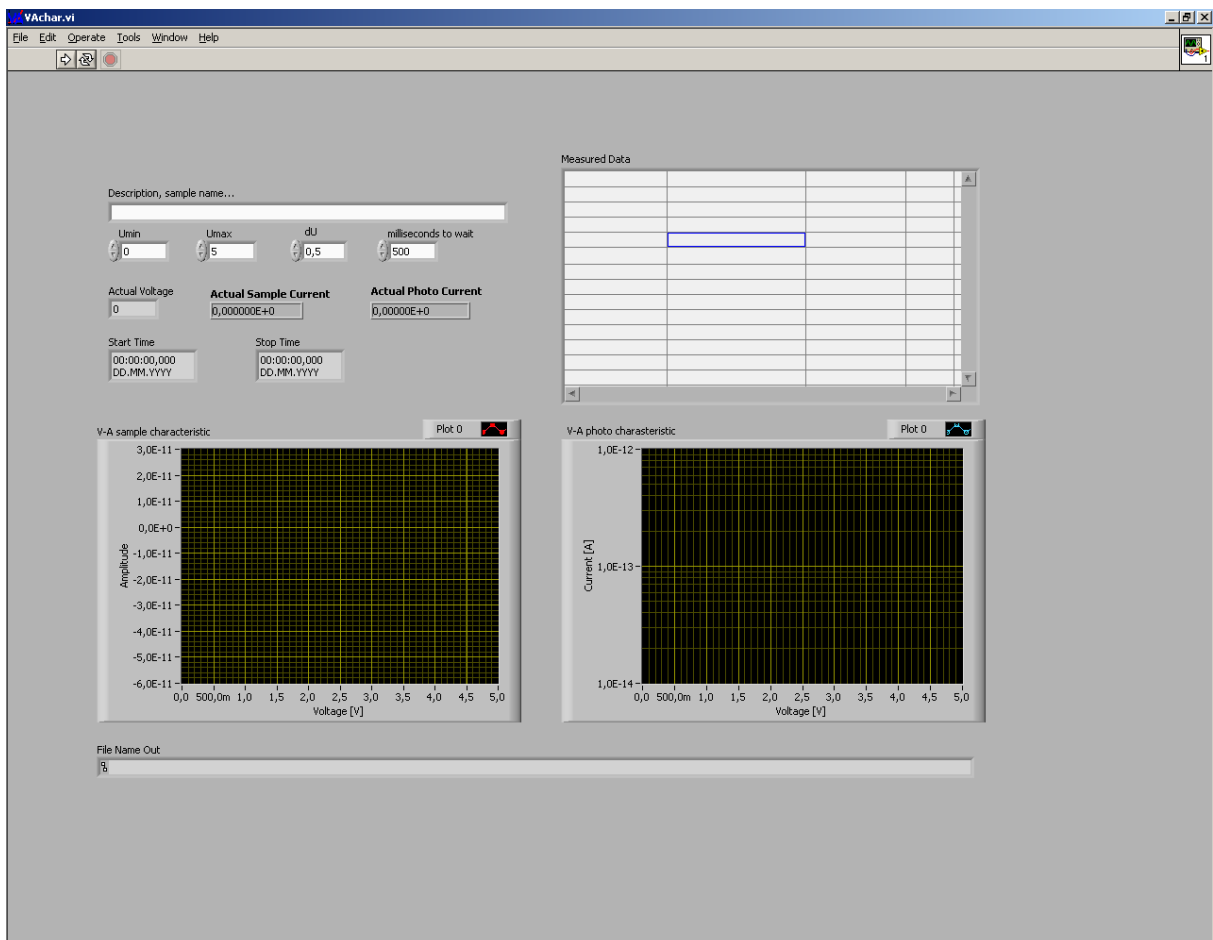 VAchar.vi
File Edit Operate Tools Window Help
1
Measured Data
Description, sample name...
Umin Umax dU milliseconds to wait
0 5 0,5 500
Actual Voltage Actual Sample Current Actual Photo Current
0 0,000000E+0 0,00000E+0
Start Time Stop Time
00:00:00,000 00:00:00,000
DD.MM.YYYY DD.MM.YYYY
V-A sample characteristic Plot 0
3,0E-11
2,0E-11
1,0E-11
0,0E+0
-1,0E-11
-2,0E-11
-3,0E-11
-4,0E-11
-5,0E-11
-6,0E-11
Amplitude
0,0 500,0m 1,0 1,5 2,0 2,5 3,0 3,5 4,0 4,5 5,0
Voltage [V]
V-A photo charasteristic Plot 0
1,0E-12
1,0E-13
1,0E-14
Current [A]
0,0 500,0m 1,0 1,5 2,0 2,5 3,0 3,5 4,0 4,5 5,0
Voltage [V]
File Name Out